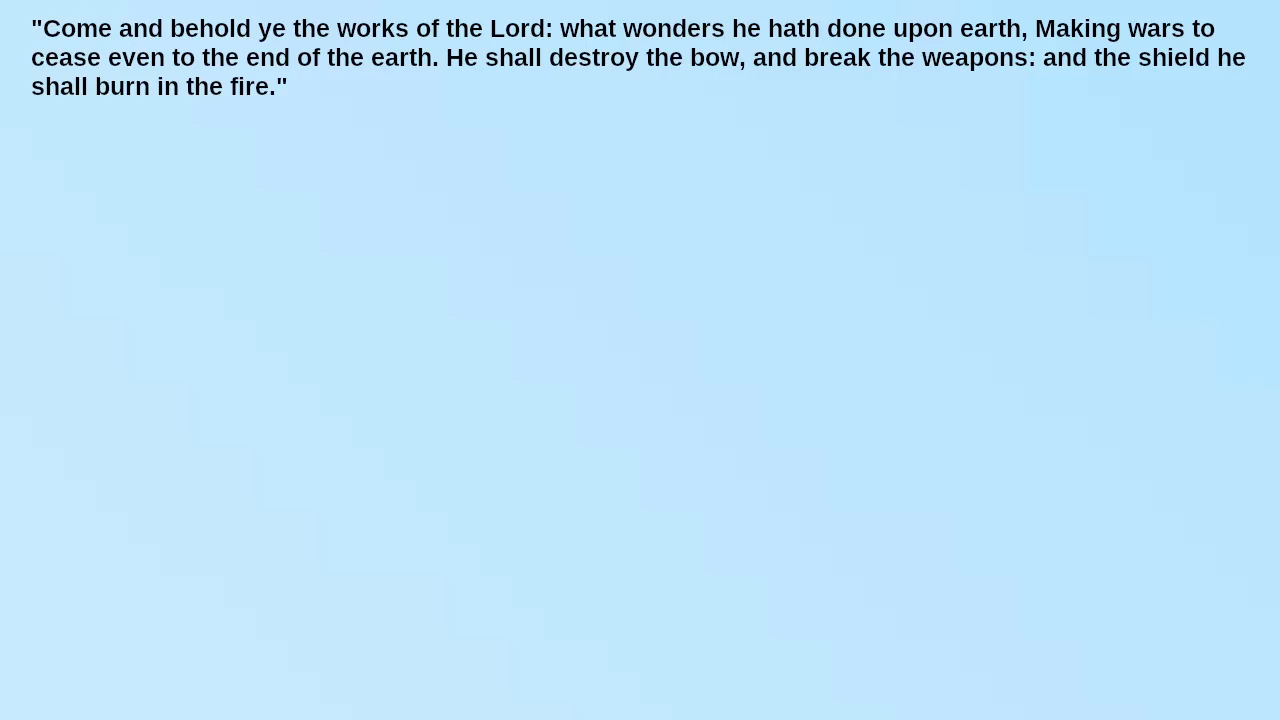 "Come and behold ye the works of the Lord: what wonders he hath done upon earth, Making wars to
cease even to the end of the earth. He shall destroy the bow, and break the weapons: and the shield he
shall burn in the fire."